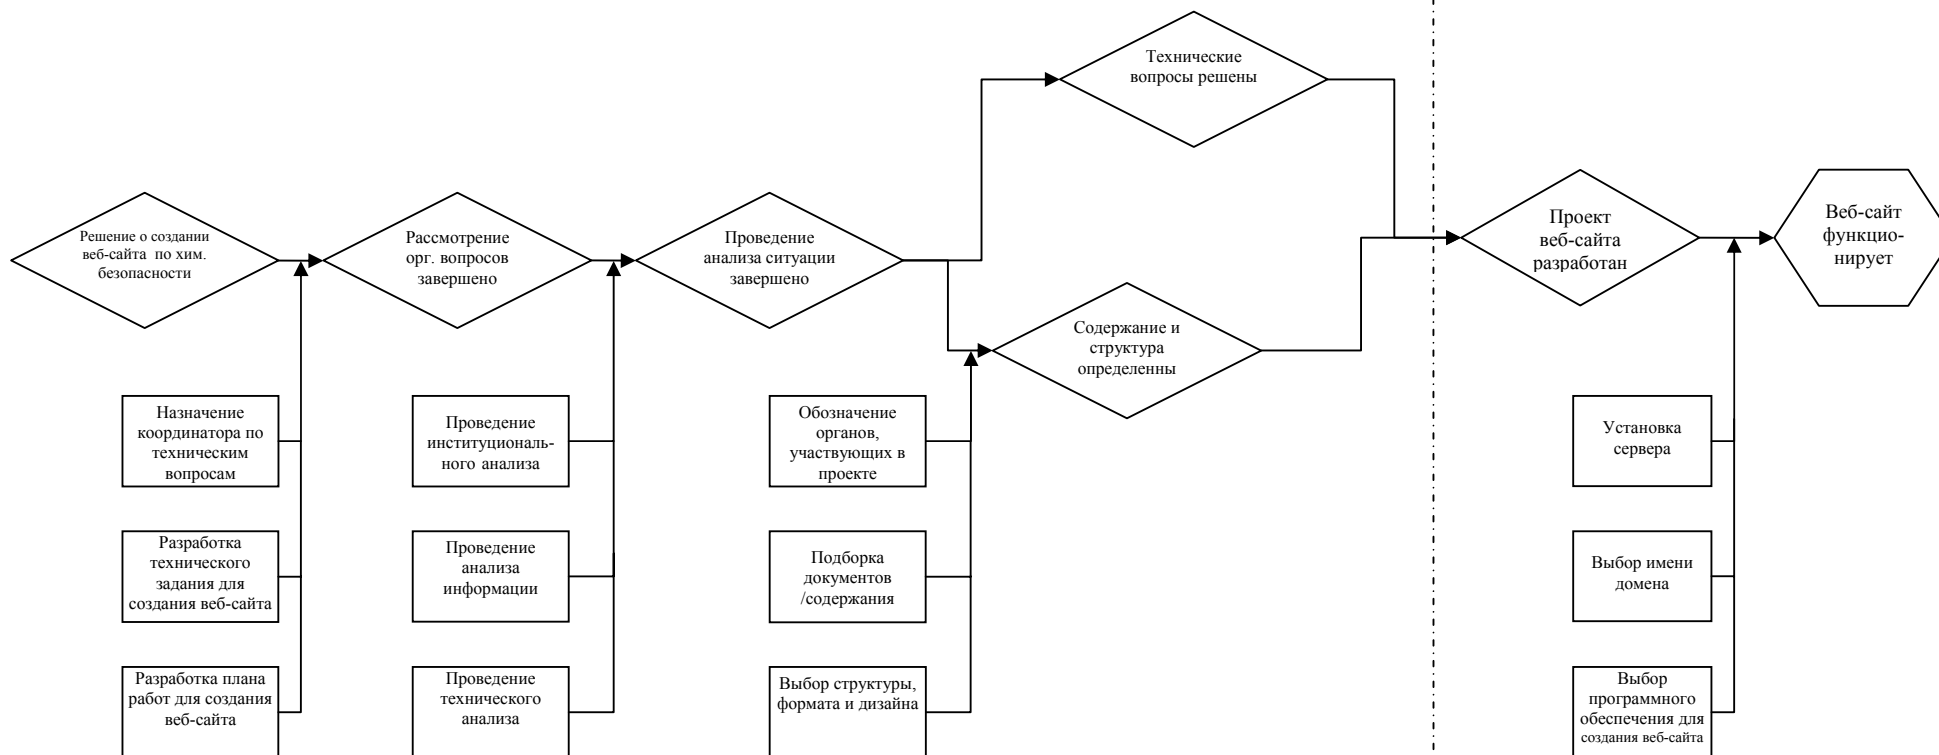 Технические
вопросы решены
Решение о создании
веб-сайта по хим.
безопасности
Рассмотрение
орг. вопросов
завершено
Проведение
анализа ситуации
завершено
Содержание и
структура
определенны
Проект
веб-сайта
разработан
Веб-сайт
функцио-
нирует
Назначение
координатора по
техническим
вопросам
Проведение
институциональ-
ного анализа
Обозначение
органов,
участвующих в
проекте
Установка
сервера
Разработка
технического
задания для
создания веб-сайта
Проведение
анализа
информации
Подборка
документов
/содержания
Выбор имени
домена
Разработка плана
работ для создания
веб-сайта
Проведение
технического
анализа
Выбор структуры,
формата и дизайна
Выбор
программного
обеспечения для
создания веб-сайта